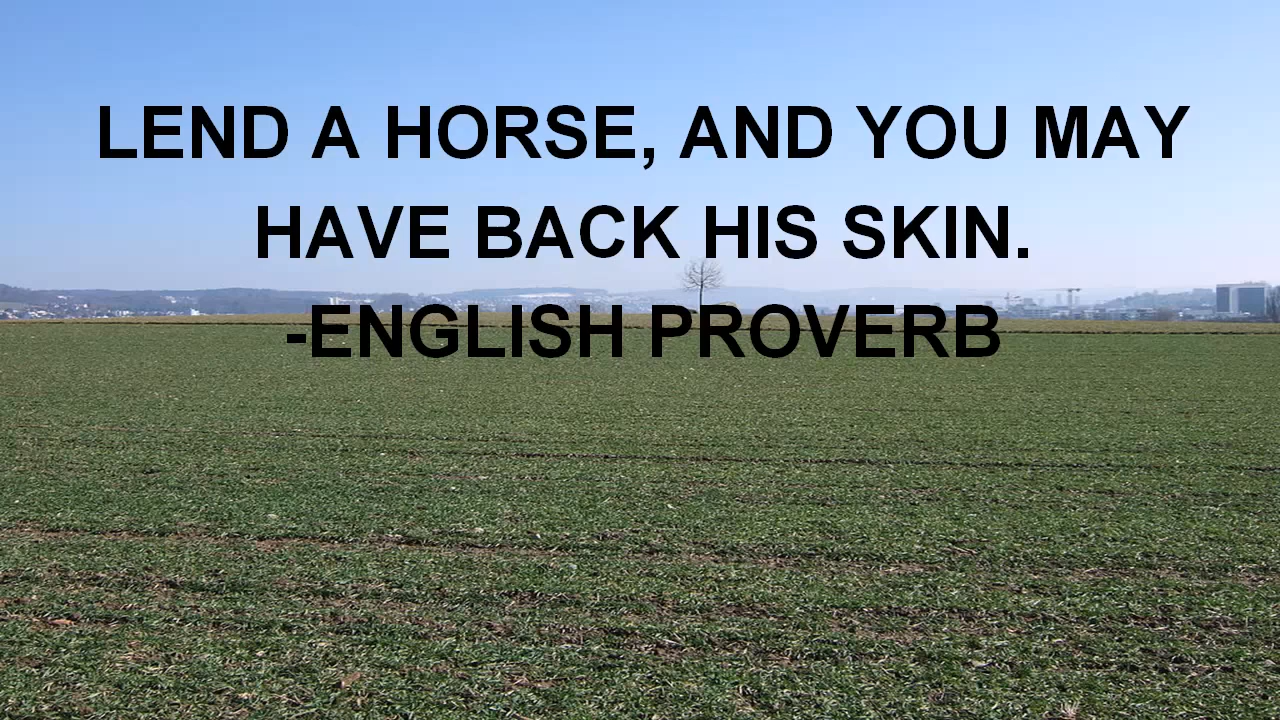 LEND A HORSE, AND YOU MAY
HAVE BACK HIS SKIN.
-ENGLISH PROVERB